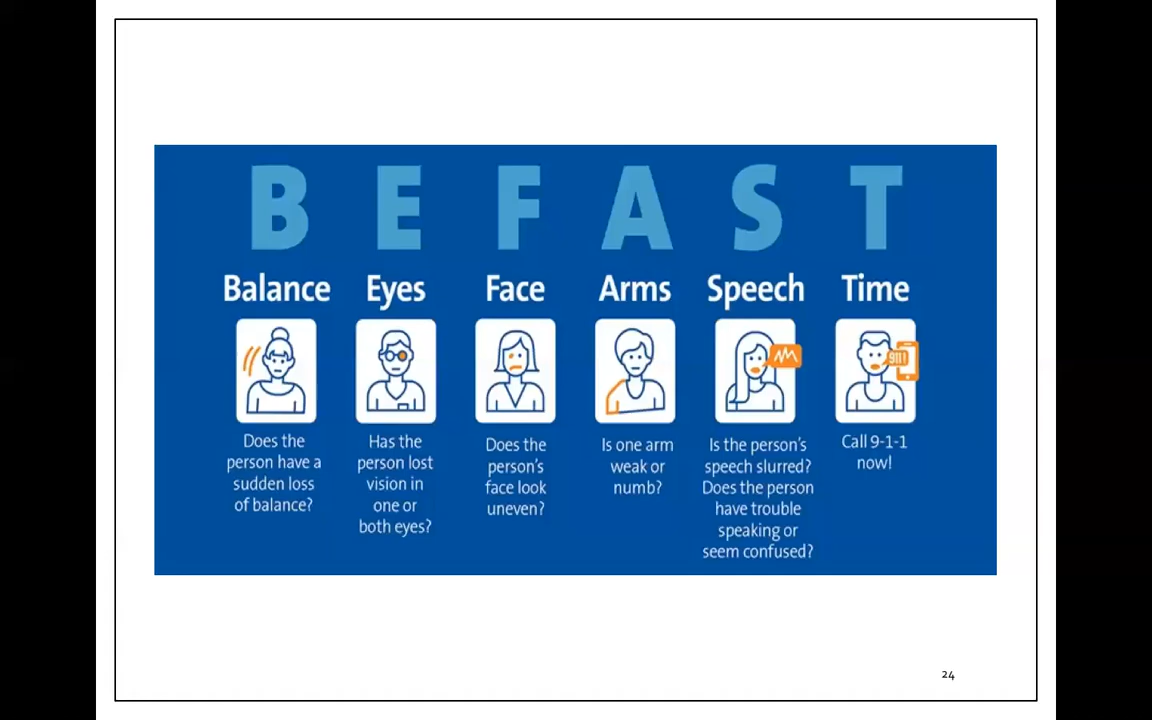 B E F A S T
Balance
Does the
person have a
sudden loss
of balance?
Eyes
Has the
person lost
vision in
one or
both eyes?
Face
Does the
person's
face look
uneven?
Arms
Is one arm
weak or
numb?
Speech
Is the person's
speech slurred?
Does the person
have trouble
speaking or
seem confused?
Time
911!
Call 9-1-1
now!
24